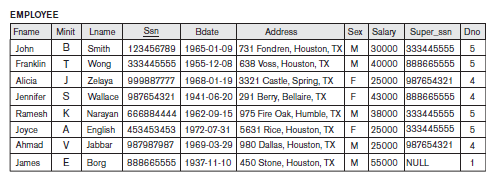 EMPLOYEE
Fname Minit Lname Ssn Bdate Address Sex Salary Super_ssn Dno
John B Smith 123456789 1965-01-09 731 Fondren, Houston, TX M 30000 333445555 5
Franklin T Wong 333445555 1955-12-08 638 Voss, Houston, TX M 40000 888665555 5
Alicia J Zelaya 999887777 1968-01-19 3321 Castle, Spring, TX F 25000 987654321 4
Jennifer S Wallace 987654321 1941-06-20 291 Berry, Bellaire, TX F 43000 888665555 4
Ramesh K Narayan 666884444 1962-09-15 975 Fire Oak, Humble, TX M 38000 333445555 5
Joyce A English 453453453 1972-07-31 5631 Rice, Houston, TX F 25000 333445555 5
Ahmad V Jabbar 987987987 1969-03-29 980 Dallas, Houston, TX M 25000 987654321 4
James E Borg 888665555 1937-11-10 450 Stone, Houston, TX M 55000 NULL 1